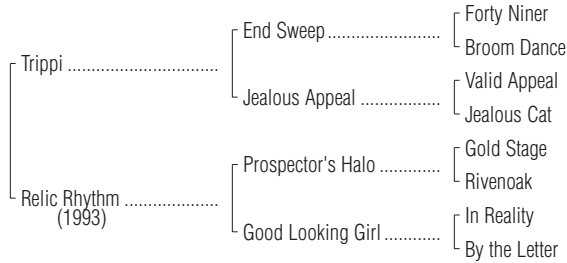 Forty Niner
End Sweep........................
Broom Dance
Trippi ................................
Valid Appeal
Jealous Appeal .................
Jealous Cat
Gold Stage
Prospector's Halo .............
Rivenoak
Relic Rhythm ....................
(1993)
In Reality
Good Looking Girl ............
By the Letter